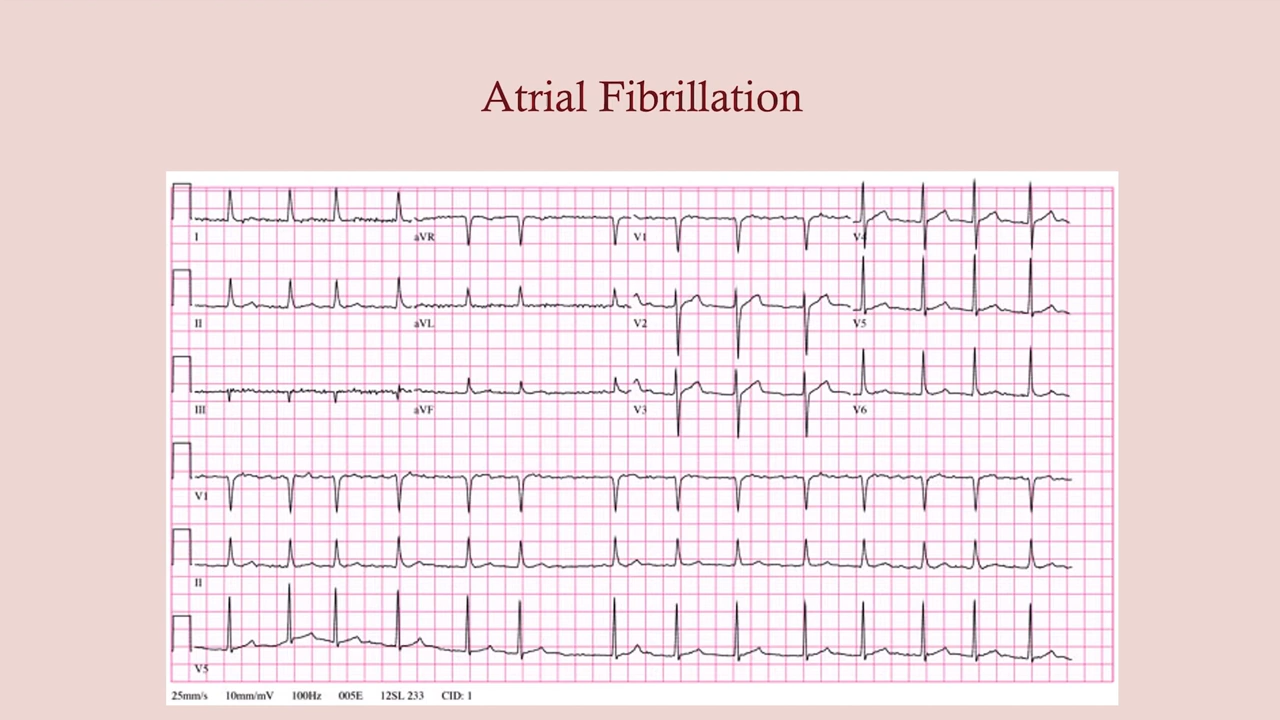 Atrial Fibrillation
I aVR V1 V4
II aVL V2 V5
III aVF V3 V6
V1
II
V5
25mm/s 10mm/mV 100Hz 005E 12SL 233 CID: 1